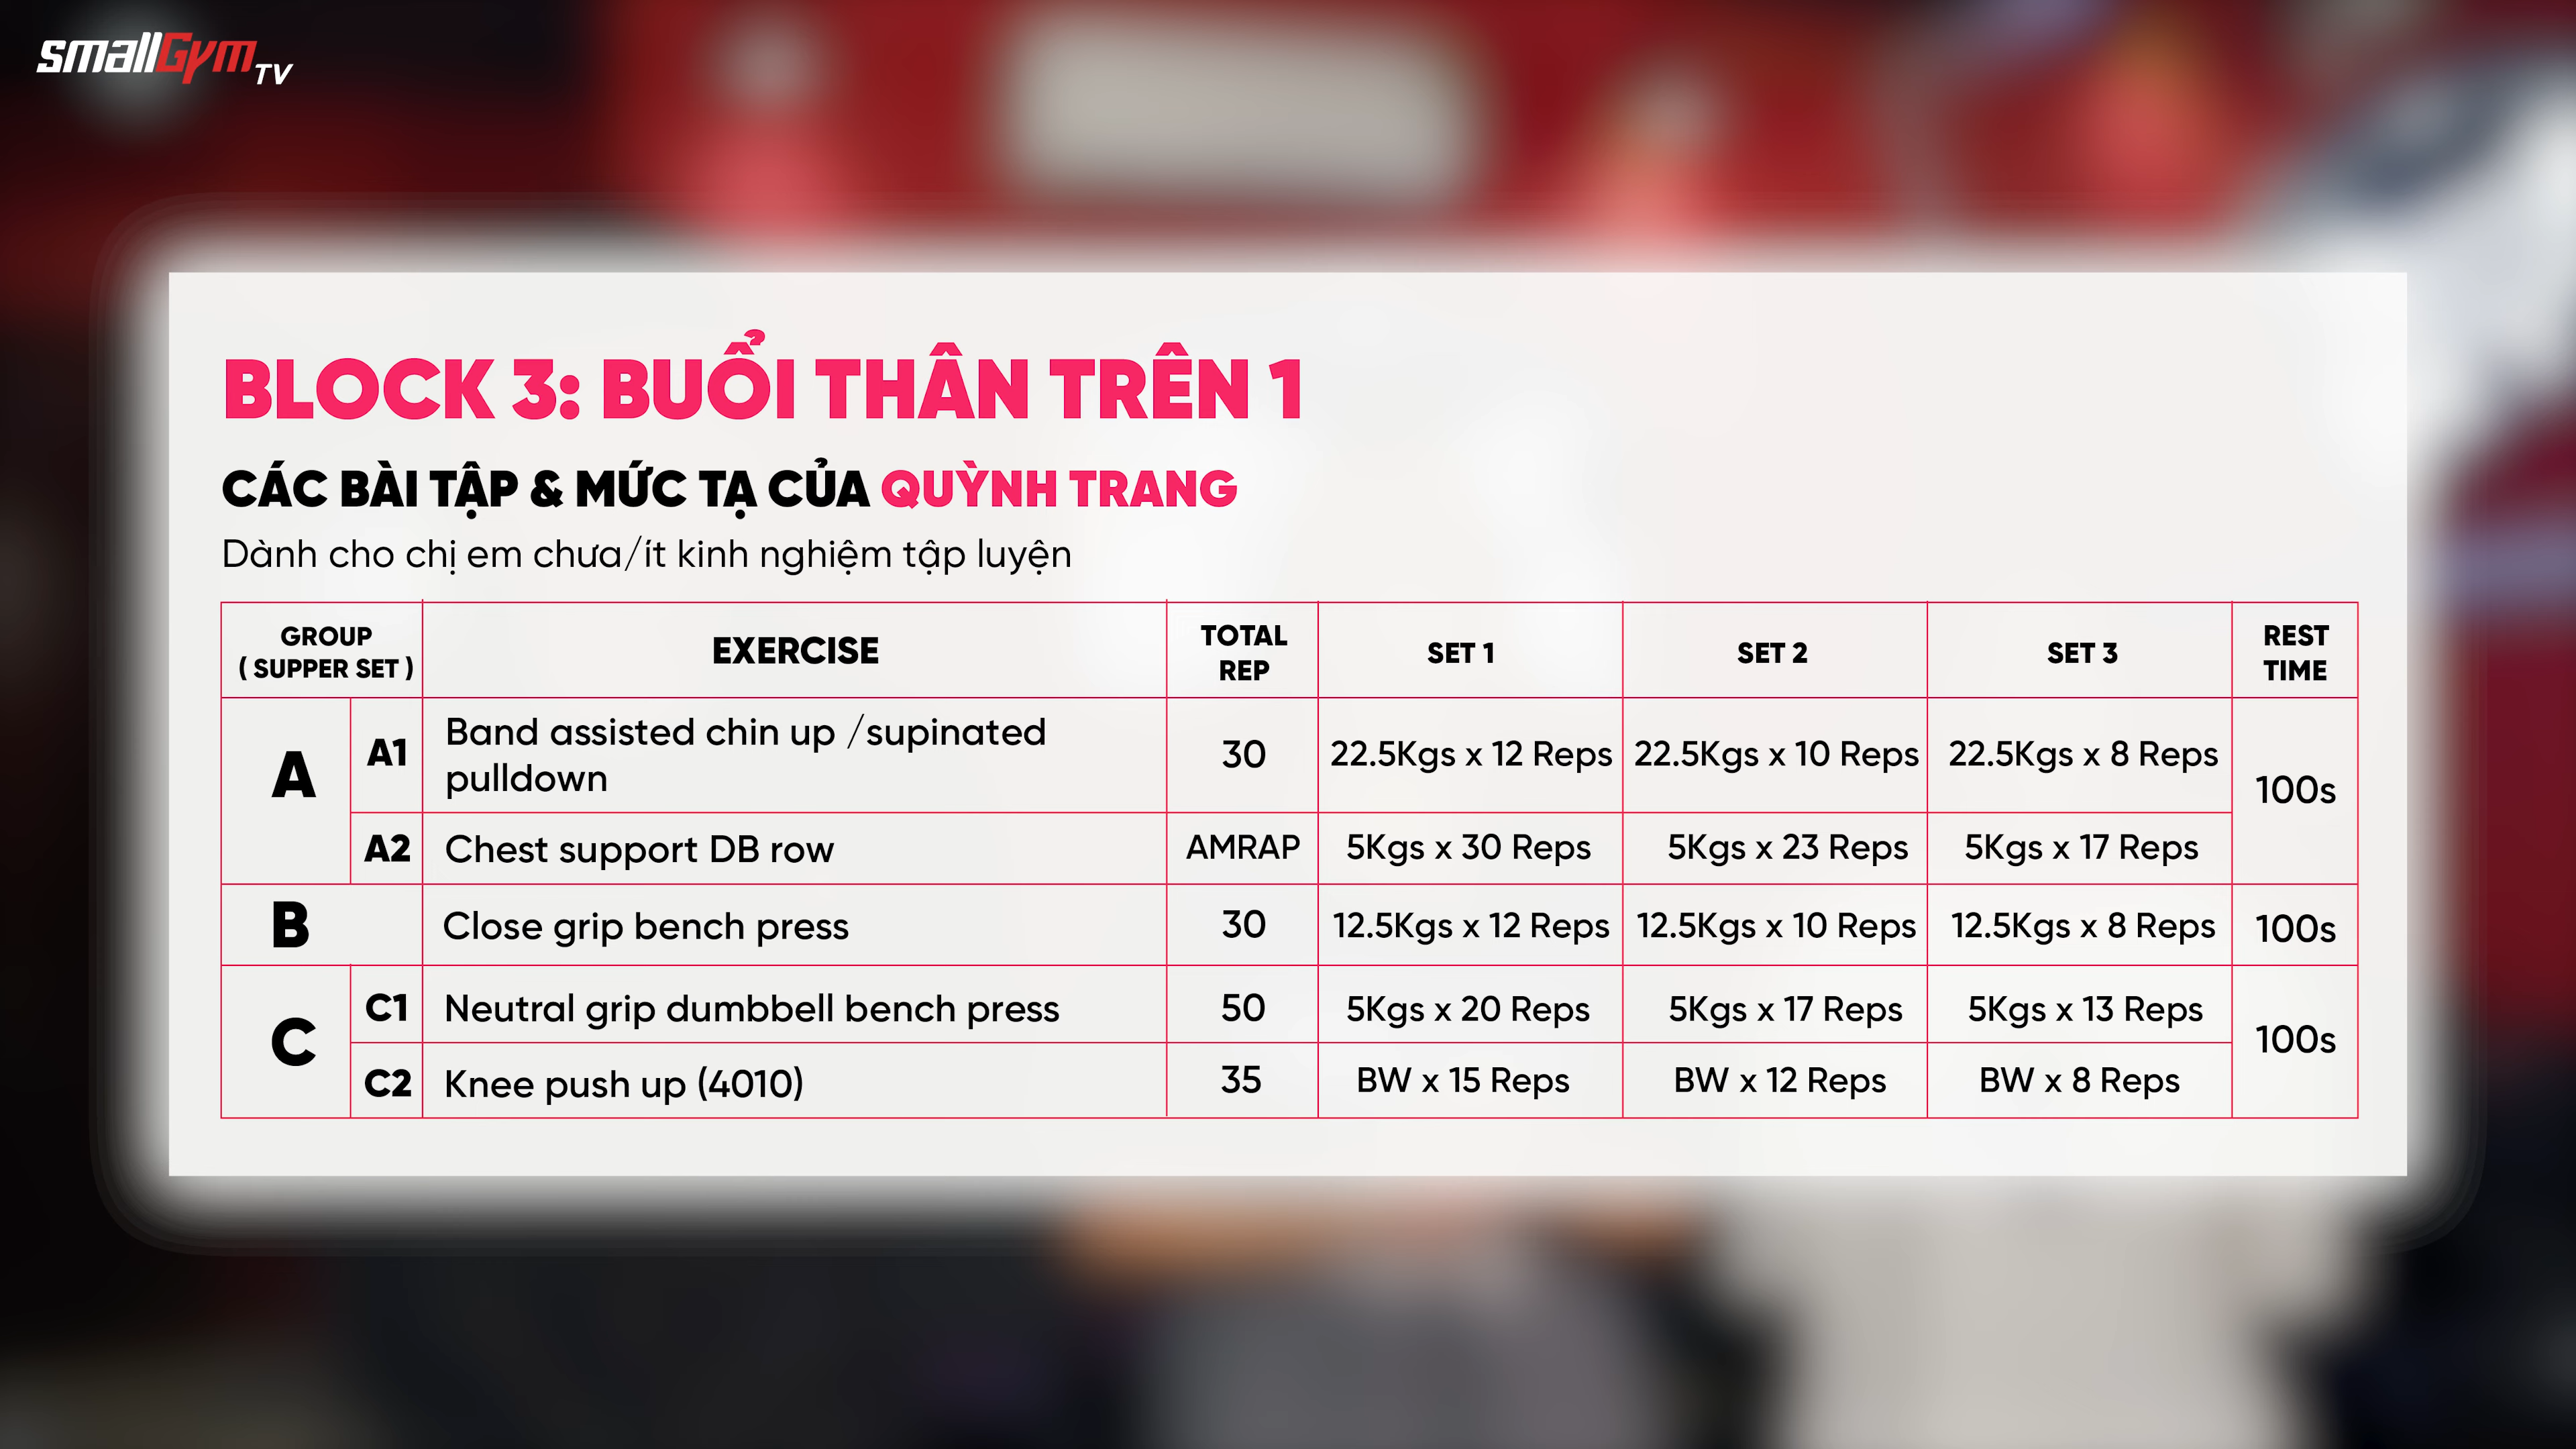 smallGym TV
BLOCK 3: BUỔI THÂN TRÊN 1
CÁC BÀI TẬP & MỨC TẠ CỦA QUỲNH TRANG
Dành cho chị em chưa/ít kinh nghiệm tập luyện
GROUP ( SUPPER SET ) EXERCISE TOTAL REP SET 1 SET 2 SET 3 REST TIME
A A1 Band assisted chin up /supinated pulldown 30 22.5Kgs x 12 Reps 22.5Kgs x 10 Reps 22.5Kgs x 8 Reps 100s
A2 Chest support DB row AMRAP 5Kgs x 30 Reps 5Kgs x 23 Reps 5Kgs x 17 Reps
B Close grip bench press 30 12.5Kgs x 12 Reps 12.5Kgs x 10 Reps 12.5Kgs x 8 Reps 100s
C C1 Neutral grip dumbbell bench press 50 5Kgs x 20 Reps 5Kgs x 17 Reps 5Kgs x 13 Reps 100s
C2 Knee push up (4010) 35 BW x 15 Reps BW x 12 Reps BW x 8 Reps